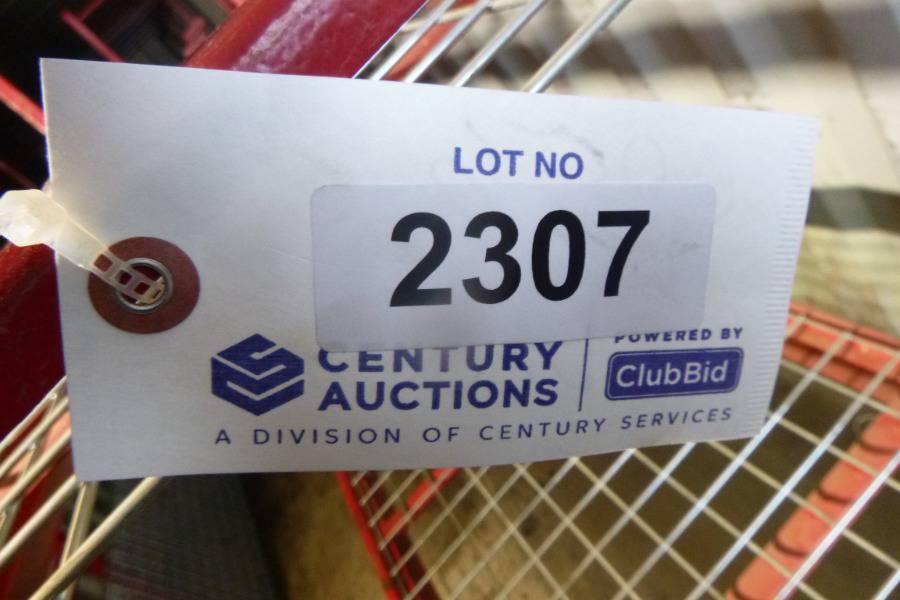 LOT NO
2307
CENTURY
AUCTIONS
POWERED BY
ClubBid
A DIVISION OF CENTURY SERVICES